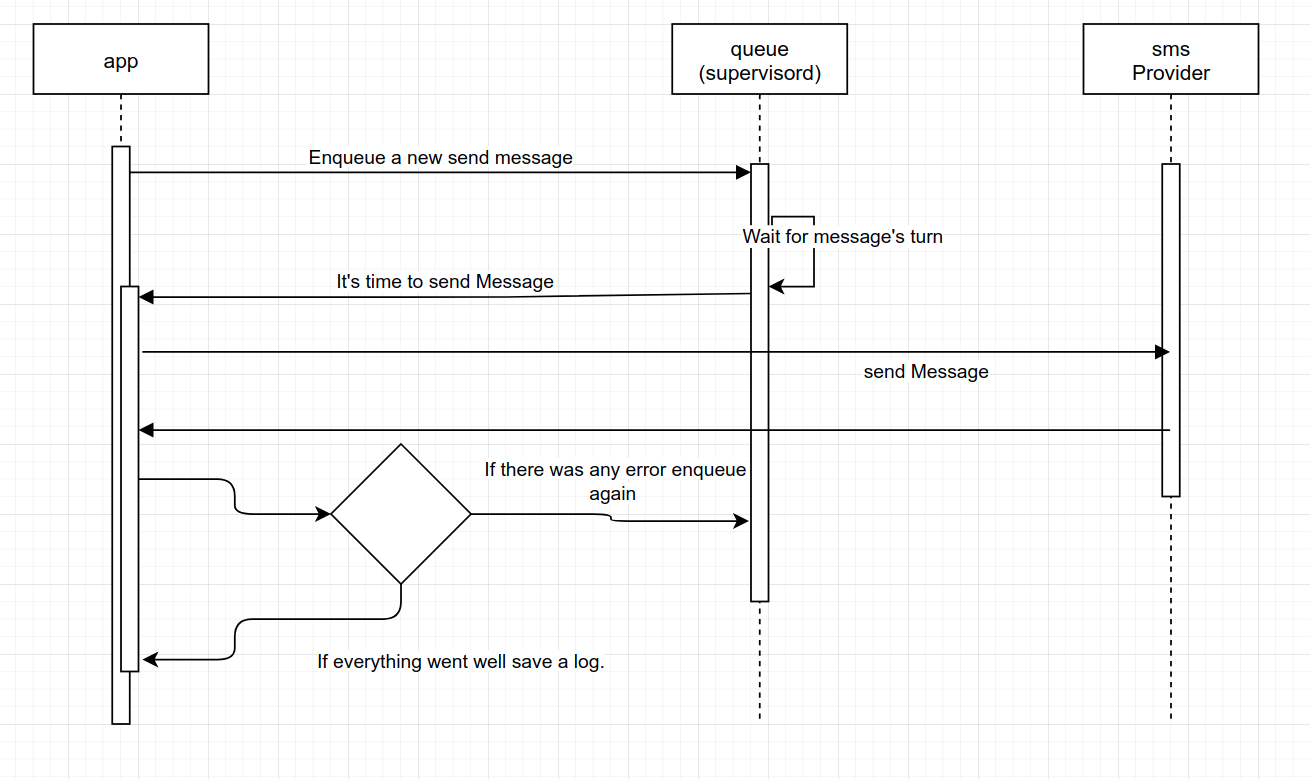 app
queue
(supervisord)
sms
Provider
Enqueue a new send message
Wait for message's turn
It's time to send Message
send Message
If there was any error enqueue
again
If everything went well save a log.